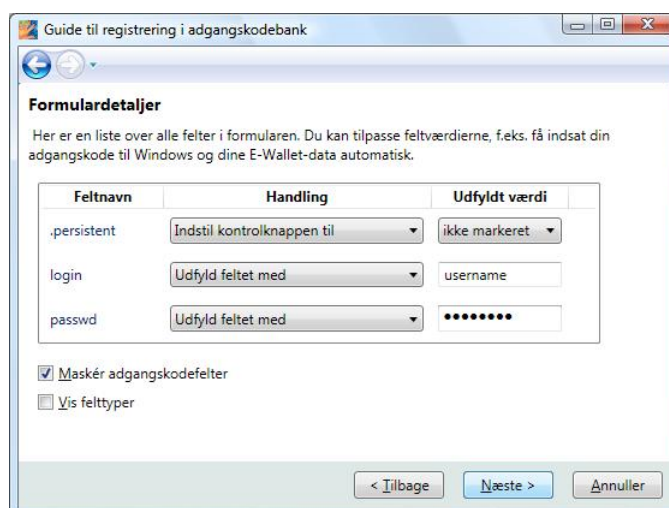 Guide til registrering i adgangskodebank
Formulardetaljer
Her er en liste over alle felter i formularen. Du kan tilpasse feltværdierne, f.eks. få indsat din
adgangskode til Windows og dine E-Wallet-data automatisk.
Feltnavn Handling Udfyldt værdi
.persistent Indstil kontrolknappen til ikke markeret
login Udfyld feltet med username
passwd Udfyld feltet med ••••••••
Maskér adgangskodefelter
Vis felttyper
< Tilbage Næste > Annuller